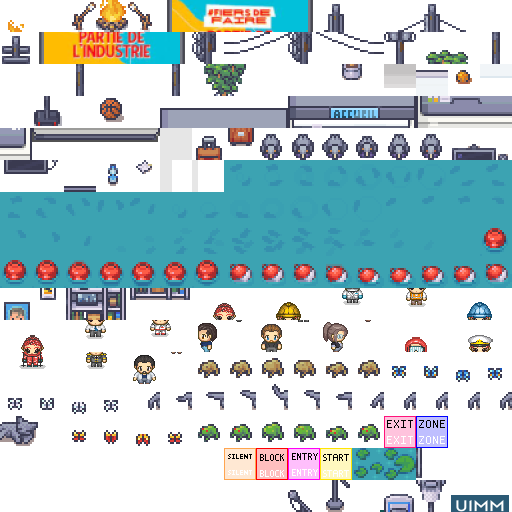 #FIERS DE
FAIRE
PARTIE DE
L'INDUSTRIE
ACCUEIL
EXIT ZONE
EXIT ZONE
SILENT BLOCK ENTRY START
SILENT BLOCK ENTRY START
UIMM